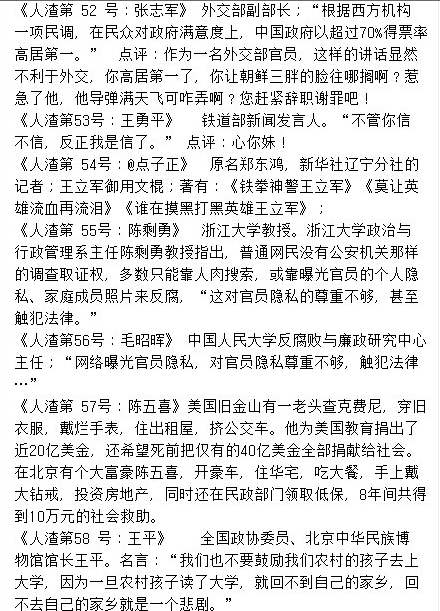 《人渣第 52 号：张志军》 外交部副部长；“根据西方机构
一项民调，在民众对政府满意度上，中国政府以超过70%得票率
高居第一。” 点评：作为一名外交部官员，这样的讲话显然
不利于外交，你高居第一了，你让朝鲜三胖的脸往哪搁啊？惹
急了他，他导弹满天飞可咋弄啊？您赶紧辞职谢罪吧！
《人渣第53号：王勇平》 铁道部新闻发言人。“不管你信
不信，反正我是信了。” 点评：心你妹！
《人渣第 54号：@点子正》 原名郑东鸿，新华社辽宁分社的
记者；王立军御用文棍；著有：《铁拳神警王立军》《莫让英
雄流血再流泪》《谁在摸黑打黑英雄王立军》；
《人渣第 55号：陈剩勇》 浙江大学教授。浙江大学政治与
行政管理系主任陈剩勇教授指出，普通网民没有公安机关那样
的调查取证权，多数只能靠人肉搜索，或靠曝光官员的个人隐
私、家庭成员照片来反腐，“这对官员隐私的尊重不够，甚至
触犯法律。”
《人渣第56号：毛昭晖》 中国人民大学反腐败与廉政研究中心
主任；“网络曝光官员隐私，对官员隐私尊重不够，触犯法律
…”
《人渣第 57号：陈五喜》美国旧金山有一老头查克费尼，穿旧
衣服，戴烂手表，住出租屋，挤公交车。他为美国教育捐出了
近20亿美金，还希望死前把仅有的40亿美金全部捐献给社会。
在北京有个大富豪陈五喜，开豪车，住华宅，吃大餐，手上戴
大钻戒，投资房地产，同时还在民政部门领取低保，8年间共得
到10万元的社会救助。
《人渣第58 号：王平》 全国政协委员、北京中华民族博
物馆馆长王平。名言：“我们也不要鼓励我们农村的孩子去上
大学，因为一旦农村孩子读了大学，就回不到自己的家乡，回
不去自己的家乡就是一个悲剧。”